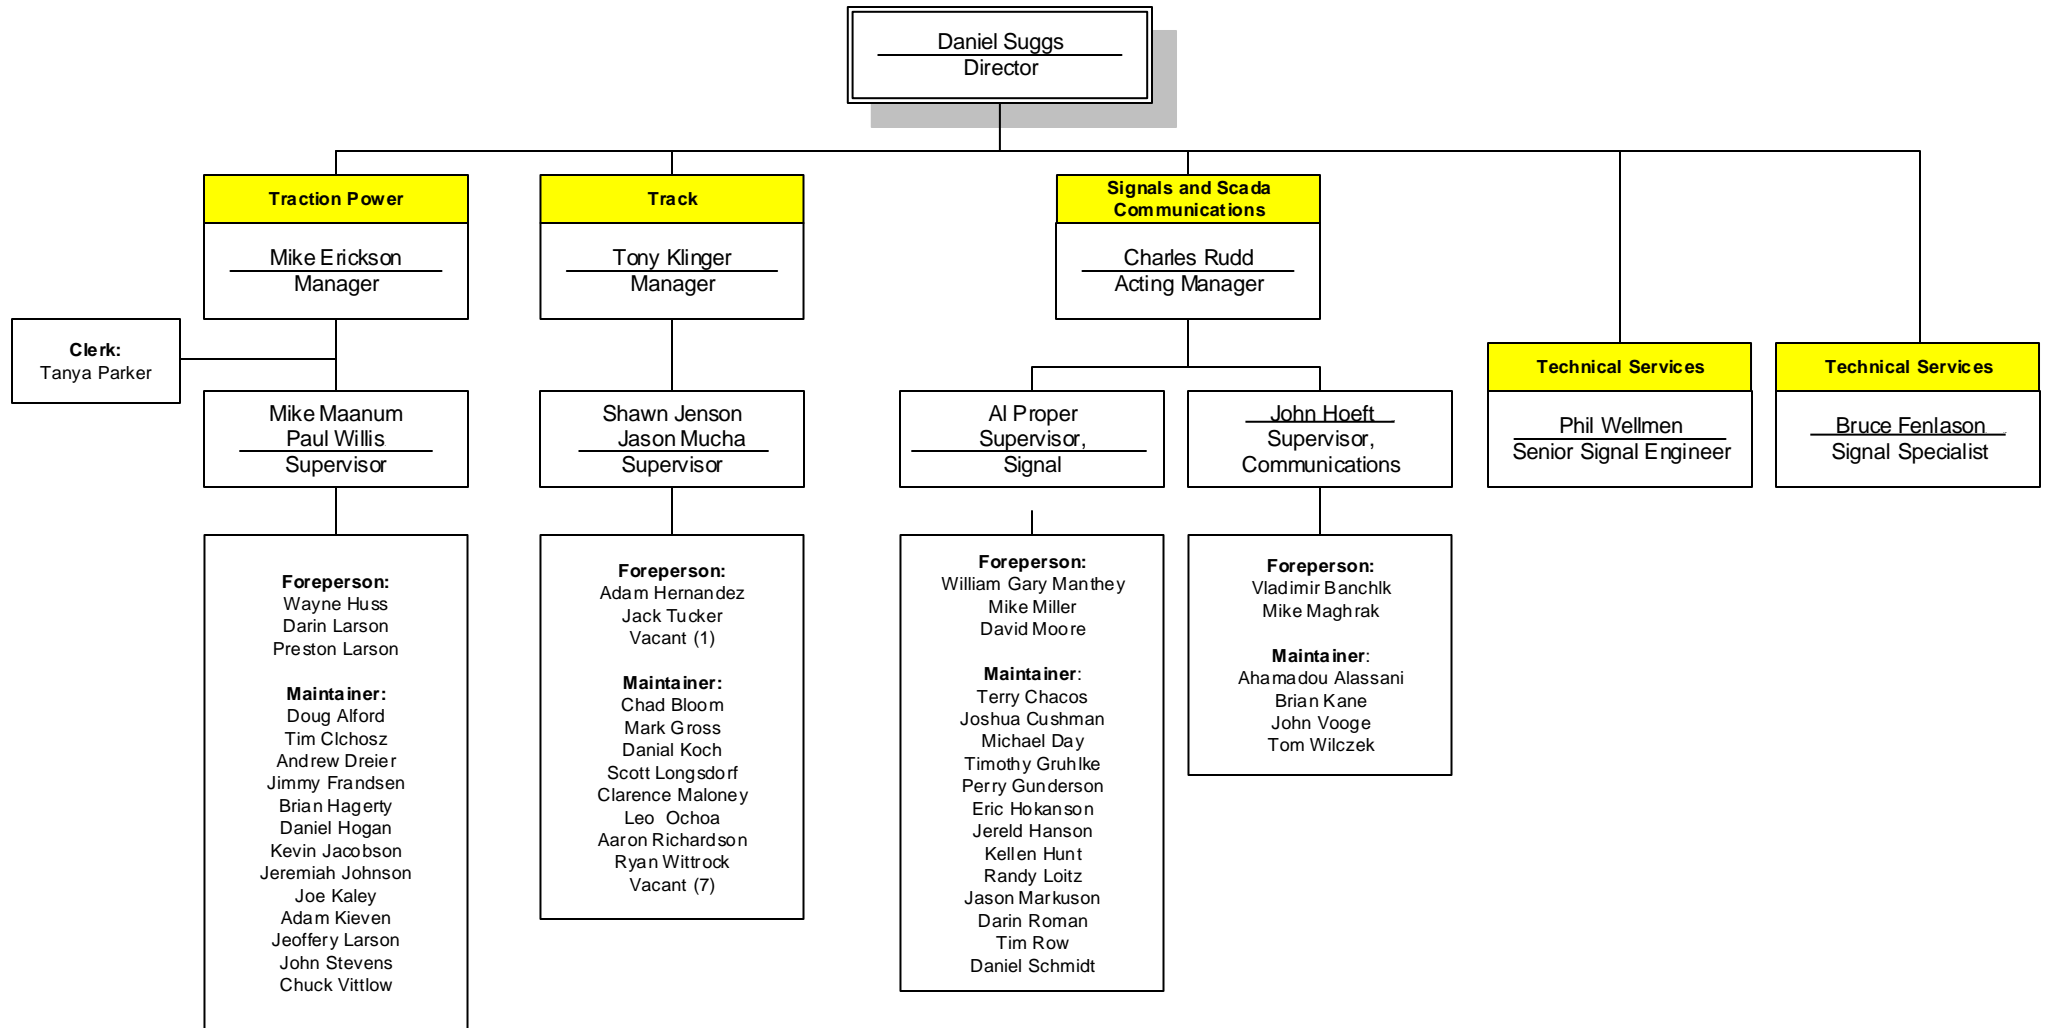 Daniel Suggs
Director
Traction Power
Mike Erickson
Manager
Track
Tony Klinger
Manager
Signals and Scada
Communications
Charles Rudd
Acting Manager
Clerk:
Tanya Parker
Mike Maanum
Paul Willis
Supervisor
Shawn Jenson
Jason Mucha
Supervisor
Al Proper
Supervisor,
Signal
John Hoeft
Supervisor,
Communications
Technical Services
Phil Wellmen
Senior Signal Engineer
Technical Services
Bruce Fenlason
Signal Specialist
Foreperson:
Wayne Huss
Darin Larson
Preston Larson
Maintainer:
Doug Alford
Tim Clchosz
Andrew Dreier
Jimmy Frandsen
Brian Hagerty
Daniel Hogan
Kevin Jacobson
Jeremiah Johnson
Joe Kaley
Adam Kieven
Jeoffery Larson
John Stevens
Chuck Vittlow
Foreperson:
Adam Hernandez
Jack Tucker
Vacant (1)
Maintainer:
Chad Bloom
Mark Gross
Danial Koch
Scott Longsdorf
Clarence Maloney
Leo Ochoa
Aaron Richardson
Ryan Wittrock
Vacant (7)
Foreperson:
William Gary Manthey
Mike Miller
David Moore
Maintainer:
Terry Chacos
Joshua Cushman
Michael Day
Timothy Gruhlke
Perry Gunderson
Eric Hokanson
Jereld Hanson
Kellen Hunt
Randy Loitz
Jason Markuson
Darin Roman
Tim Row
Daniel Schmidt
Foreperson:
Vladimir Banchlk
Mike Maghrak
Maintainer:
Ahamadou Alassani
Brian Kane
John Vooge
Tom Wilczek